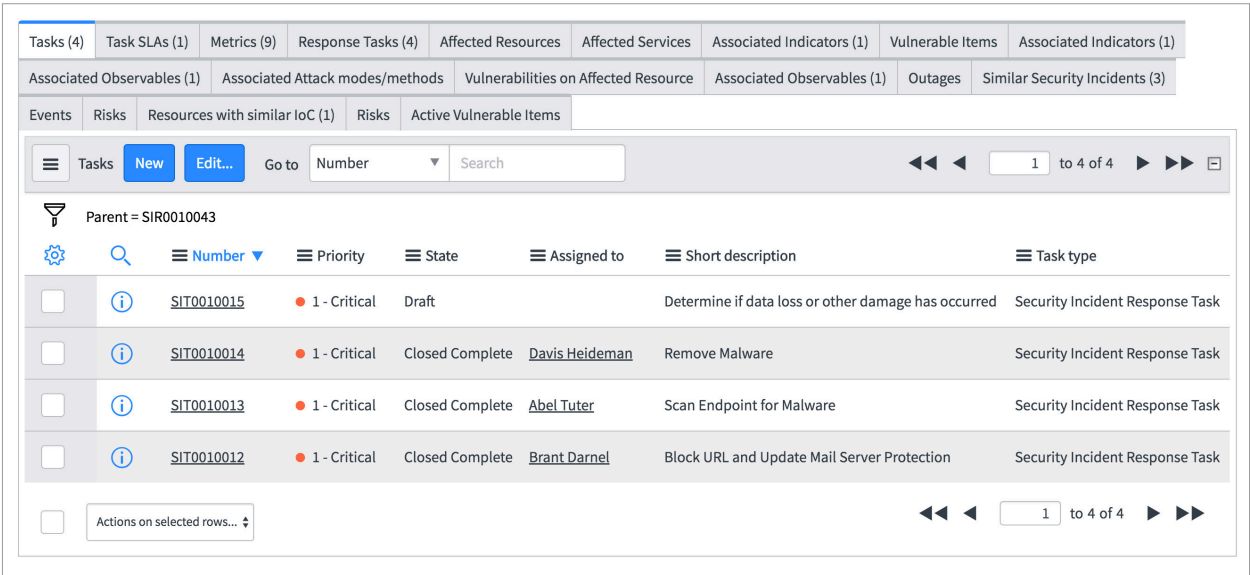 Tasks (4) Task SLAs (1) Metrics (9) Response Tasks (4) Affected Resources Affected Services Associated Indicators (1) Vulnerable Items Associated Indicators (1)
Associated Observables (1) Associated Attack modes/methods Vulnerabilities on Affected Resource Associated Observables (1) Outages Similar Security Incidents (3)
Events Risks Resources with similar IoC (1) Risks Active Vulnerable Items
Tasks New Edit... Go to Number Search 1 to 4 of 4
Parent = SIR0010043
Number Priority State Assigned to Short description Task type
SIT0010015 1 - Critical Draft Determine if data loss or other damage has occurred Security Incident Response Task
SIT0010014 1 - Critical Closed Complete Davis Heideman Remove Malware Security Incident Response Task
SIT0010013 1 - Critical Closed Complete Abel Tuter Scan Endpoint for Malware Security Incident Response Task
SIT0010012 1 - Critical Closed Complete Brant Darnel Block URL and Update Mail Server Protection Security Incident Response Task
Actions on selected rows... 1 to 4 of 4